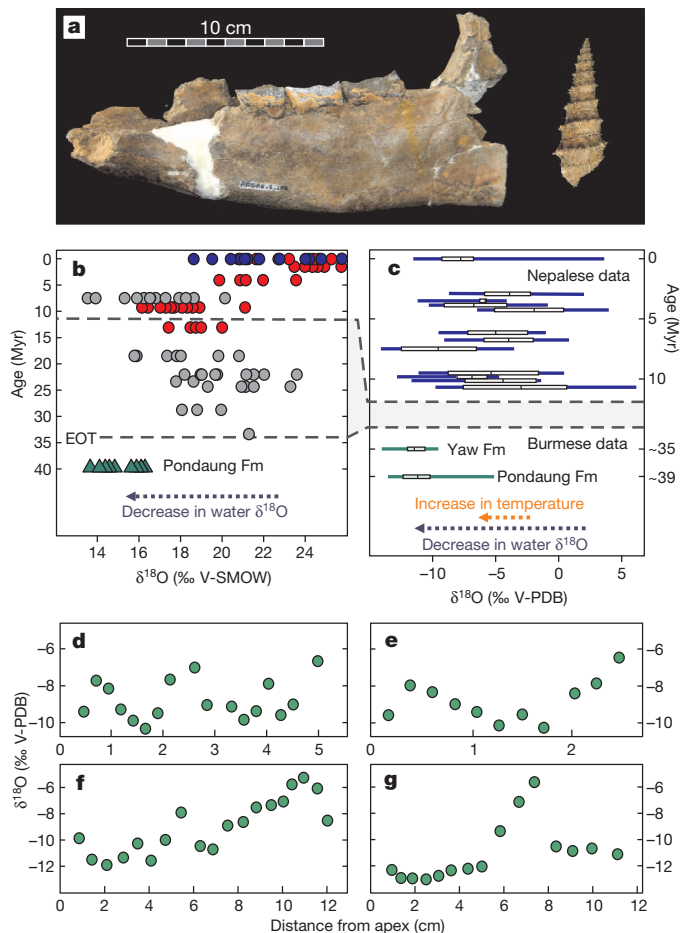 a
10 cm
b
0
5
10
15
20
25
30
35
40
Age (Myr)
EOT
Pondaung Fm
Decrease in water δ¹⁸O
14 16 18 20 22 24
δ¹⁸O (‰ V-SMOW)
c
Nepalese data
0
5
10
Age (Myr)
Burmese data
Yaw Fm
~35
Pondaung Fm
~39
Increase in temperature
Decrease in water δ¹⁸O
−10 −5 0 5
δ¹⁸O (‰ V-PDB)
d
−6
−8
−10
0 1 2 3 4 5
e
−6
−8
−10
0 1 2
δ¹⁸O (‰ V-PDB)
f
−6
−8
−10
−12
0 2 4 6 8 10 12
g
−6
−8
−10
−12
0 2 4 6 8 10 12
Distance from apex (cm)